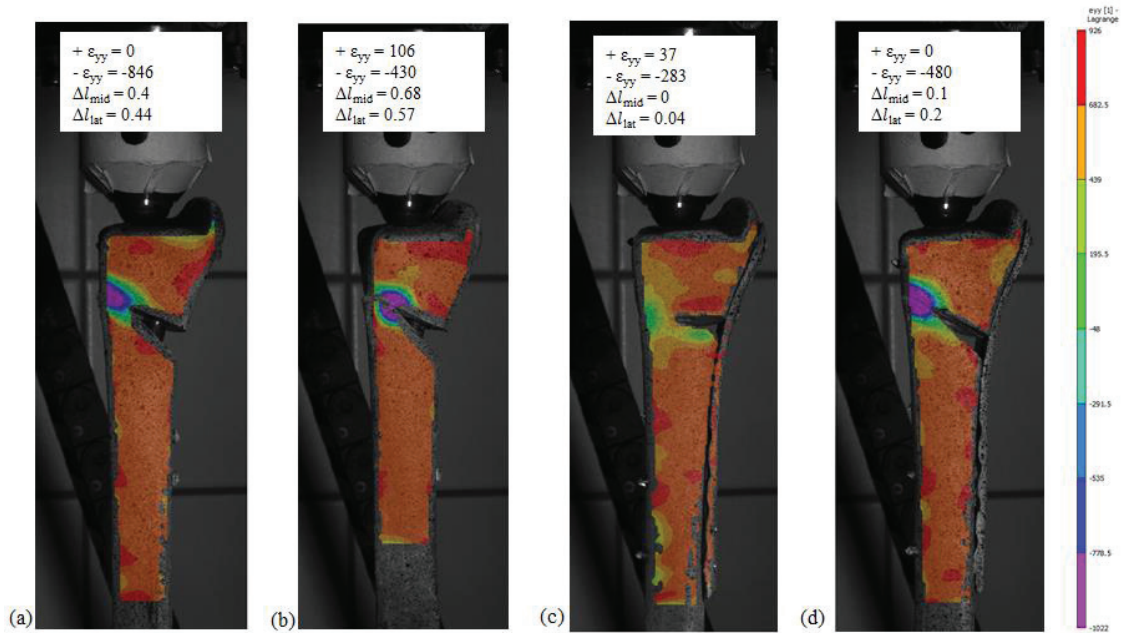 + εyy = 0
- εyy = -846
Δlmid = 0.4
Δllat = 0.44
+ εyy = 106
- εyy = -430
Δlmid = 0.68
Δllat = 0.57
+ εyy = 37
- εyy = -283
Δlmid = 0
Δllat = 0.04
+ εyy = 0
- εyy = -480
Δlmid = 0.1
Δllat = 0.2
eyy [1] -
Lagrange
926
682.5
439
195.5
-48
-291.5
-535
-778.5
-1022
(a)
(b)
(c)
(d)